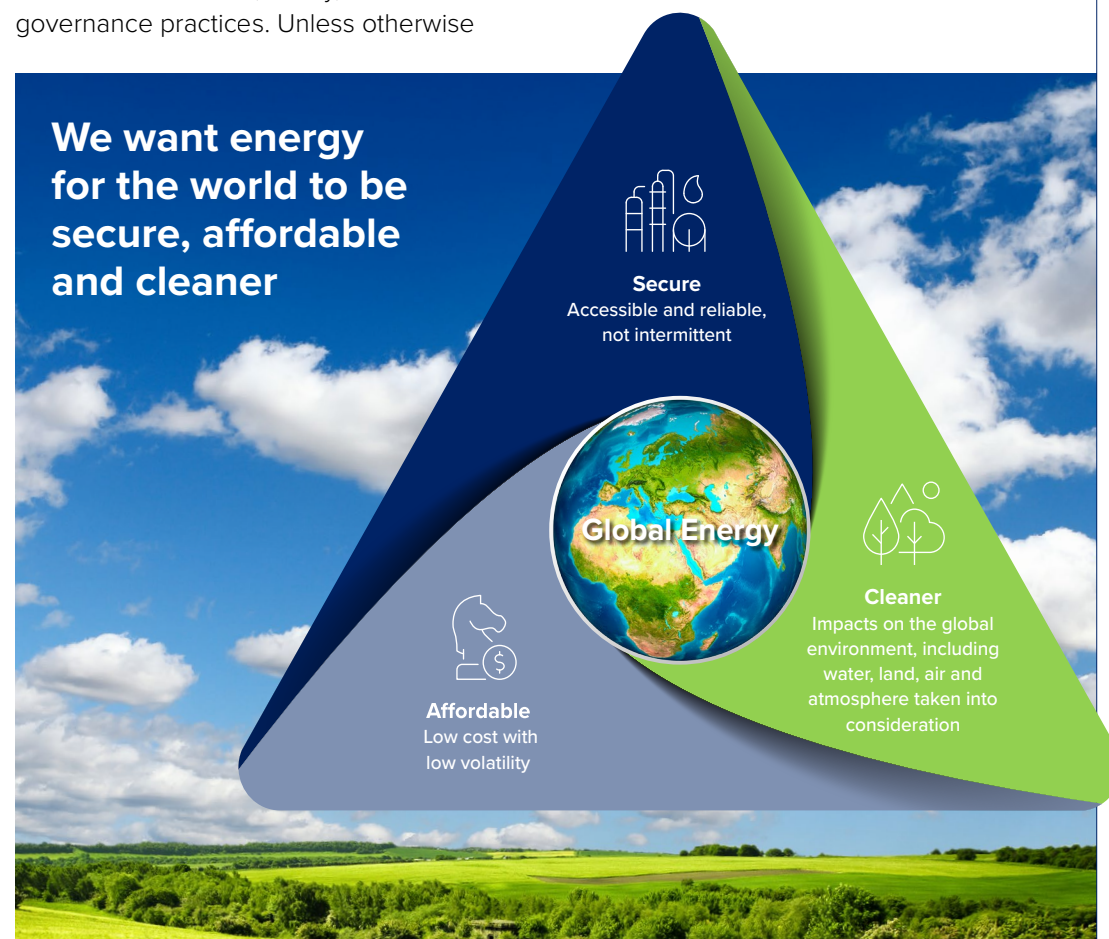 governance practices. Unless otherwise
We want energy
for the world to be
secure, affordable
and cleaner
Secure
Accessible and reliable,
not intermittent
Global Energy
Cleaner
Impacts on the global
environment, including
water, land, air and
atmosphere taken into
consideration
$
Affordable
Low cost with
low volatility